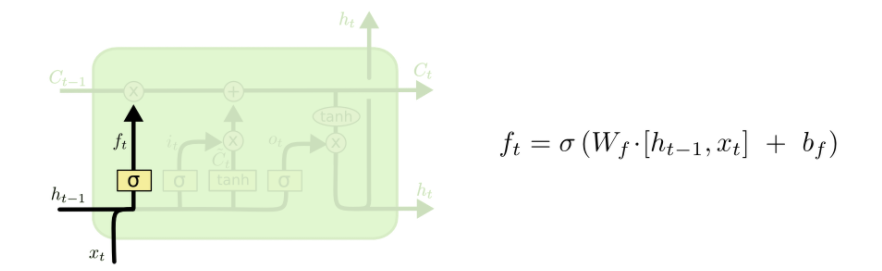 h_t
C_{t-1}
C_t
x
+
tanh
f_t
i_t
o_t
x
x
C̃_t
σ
σ
tanh
σ
h_{t-1}
h_t
x_t
f_t = σ (W_f · [h_{t-1}, x_t] + b_f)